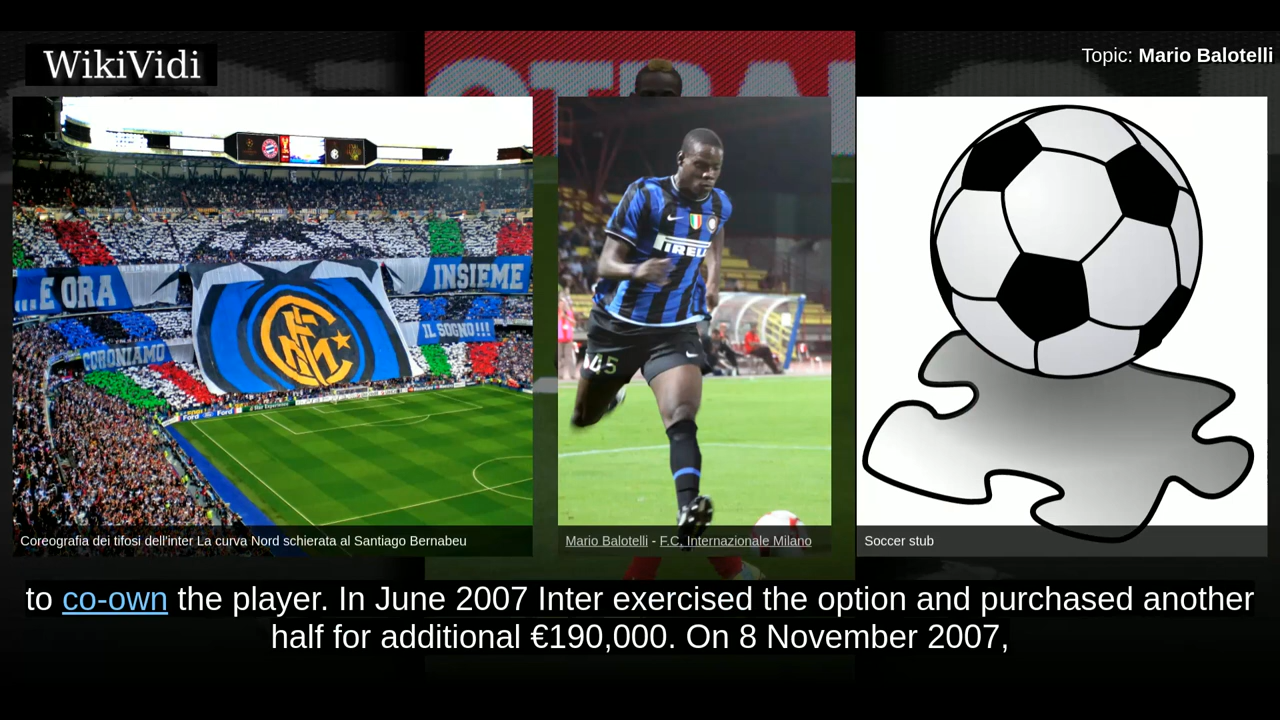 WikiVidi
Topic: Mario Balotelli
...E ORA
INSIEME
IL SOGNO!!!
CORONIAMO
Ford
Ford
PIRELLI
45
Coreografia dei tifosi dell'inter La curva Nord schierata al Santiago Bernabeu
Mario Balotelli - F.C. Internazionale Milano
Soccer stub
to co-own the player. In June 2007 Inter exercised the option and purchased another
half for additional €190,000. On 8 November 2007,